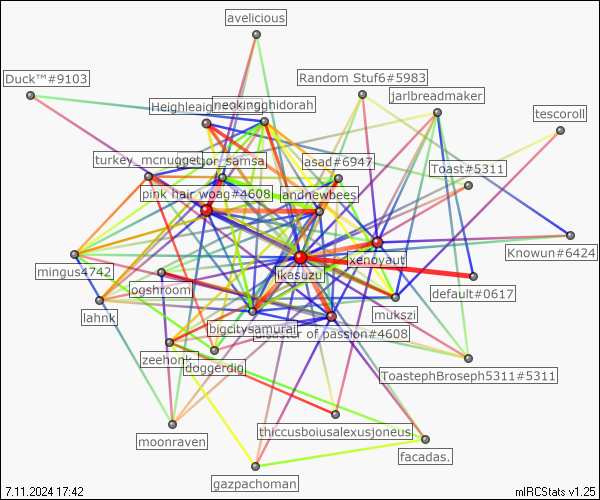 avelicious
Duck™#9103
Random Stuf6#5983
jarlbreadmaker
neokingghidorah
tescoroll
turkey_mcnugget
samsa
asad#6947
Toast#5311
pink hair woag#4608
andnewbees
Knowun#6424
xenoyaut
mingus4742
ikasuzu
ogshroom
default#0617
lahnk
mukszi
bigcitysamurai
disaster of passion#4608
zeehonk
doggerdig
ToastephBroseph5311#5311
thiccusboiusalexusjoneus
moonraven
facadas.
gazpachoman
7.11.2024 17:42
mIRCStats v1.25